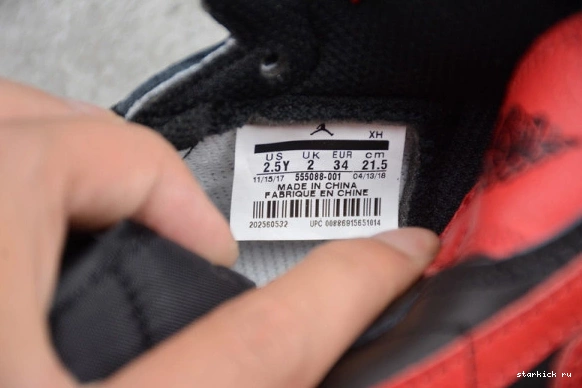 XH
US UK EUR cm
2.5Y 2 34 21.5
11/15/17 555088-001 04/13/18
MADE IN CHINA
FABRIQUE EN CHINE
202560532 UPC 00886915651014
starkick ru